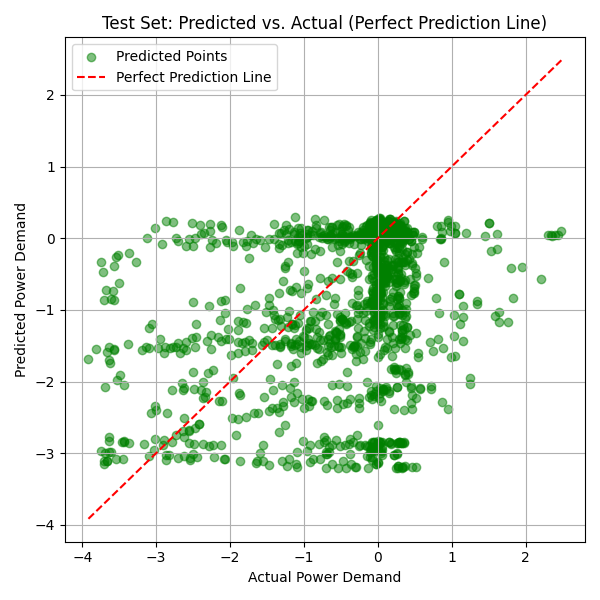 Test Set: Predicted vs. Actual (Perfect Prediction Line)
Predicted Points
Perfect Prediction Line
2
1
0
−1
−2
−3
−4
Predicted Power Demand
−4 −3 −2 −1 0 1 2
Actual Power Demand